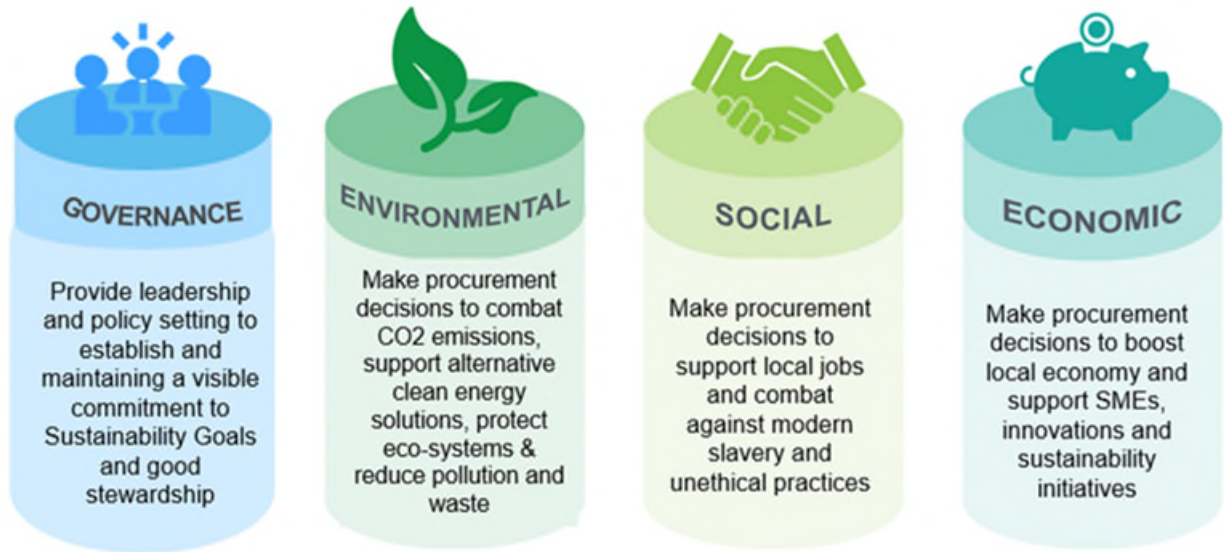 GOVERNANCE
Provide leadership
and policy setting to
establish and
maintaining a visible
commitment to
Sustainability Goals
and good
stewardship
ENVIRONMENTAL
Make procurement
decisions to combat
CO2 emissions,
support alternative
clean energy
solutions, protect
eco-systems &
reduce pollution and
waste
SOCIAL
Make procurement
decisions to
support local jobs
and combat
against modern
slavery and
unethical practices
ECONOMIC
Make procurement
decisions to boost
local economy and
support SMEs,
innovations and
sustainability
initiatives